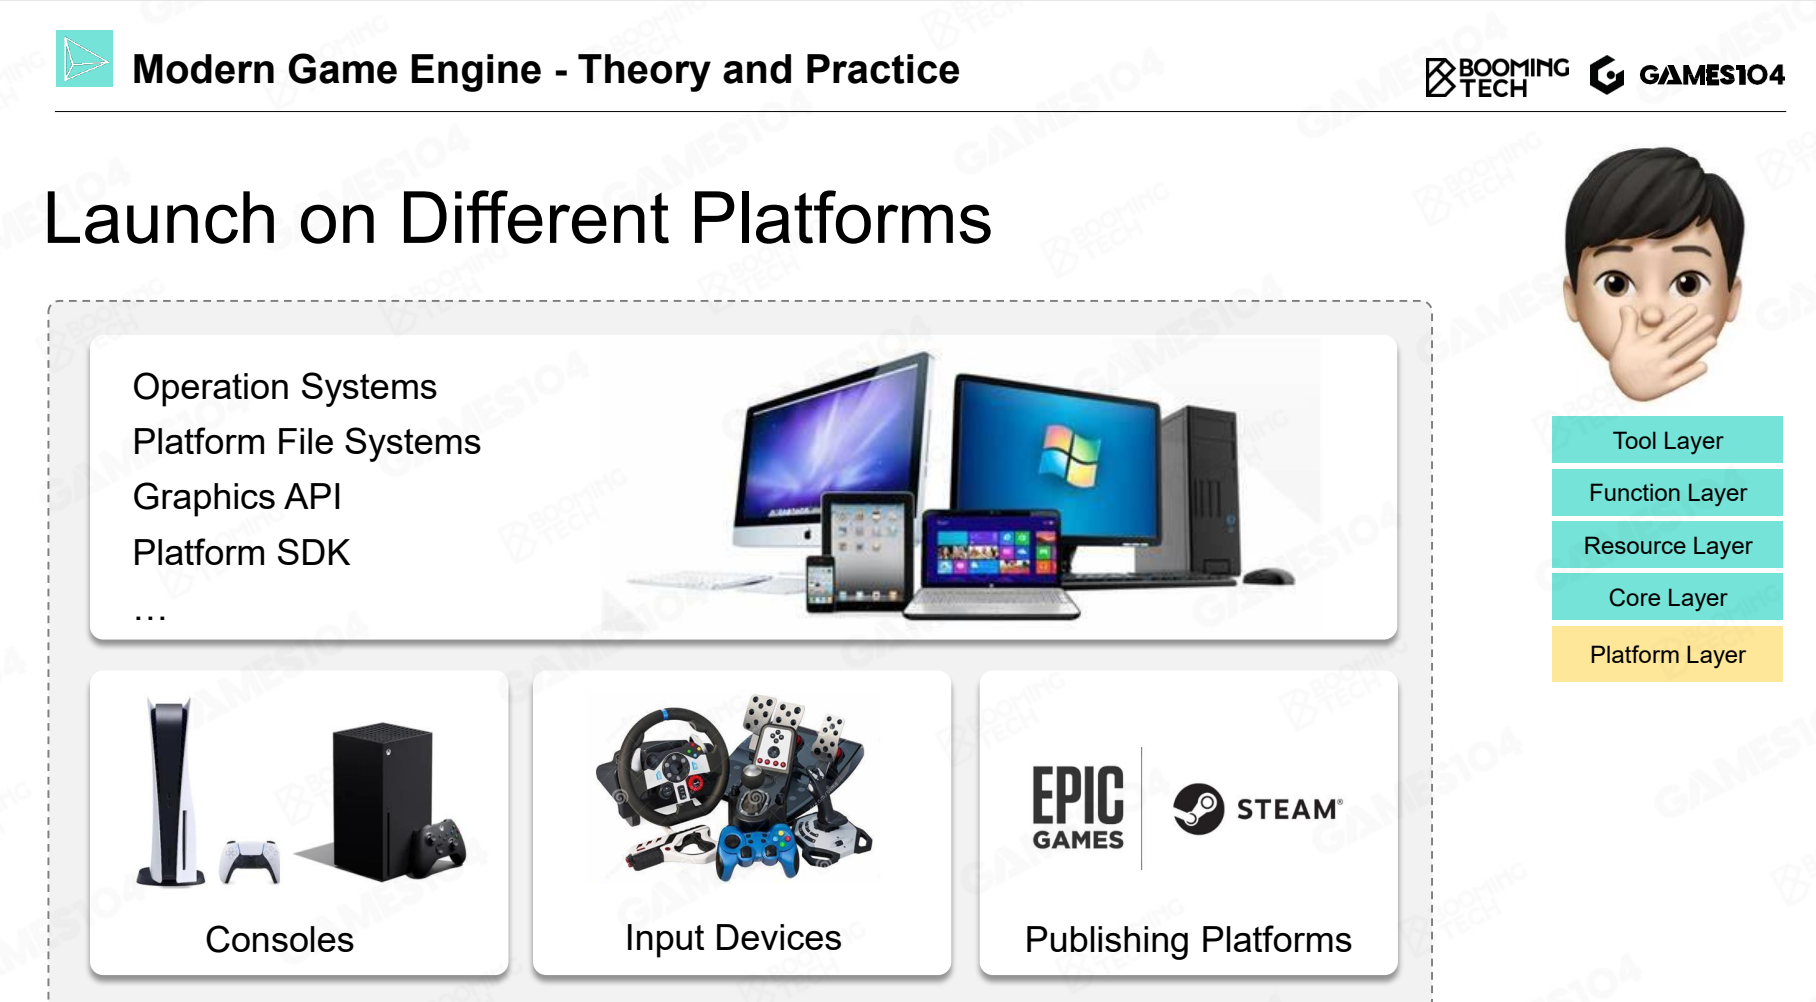 Modern Game Engine - Theory and Practice
BOOMING
TECH
GAMES104
Launch on Different Platforms
Operation Systems
Platform File Systems
Graphics API
Platform SDK
…
Tool Layer
Function Layer
Resource Layer
Core Layer
Platform Layer
EPIC
GAMES
STEAM®
Consoles
Input Devices
Publishing Platforms